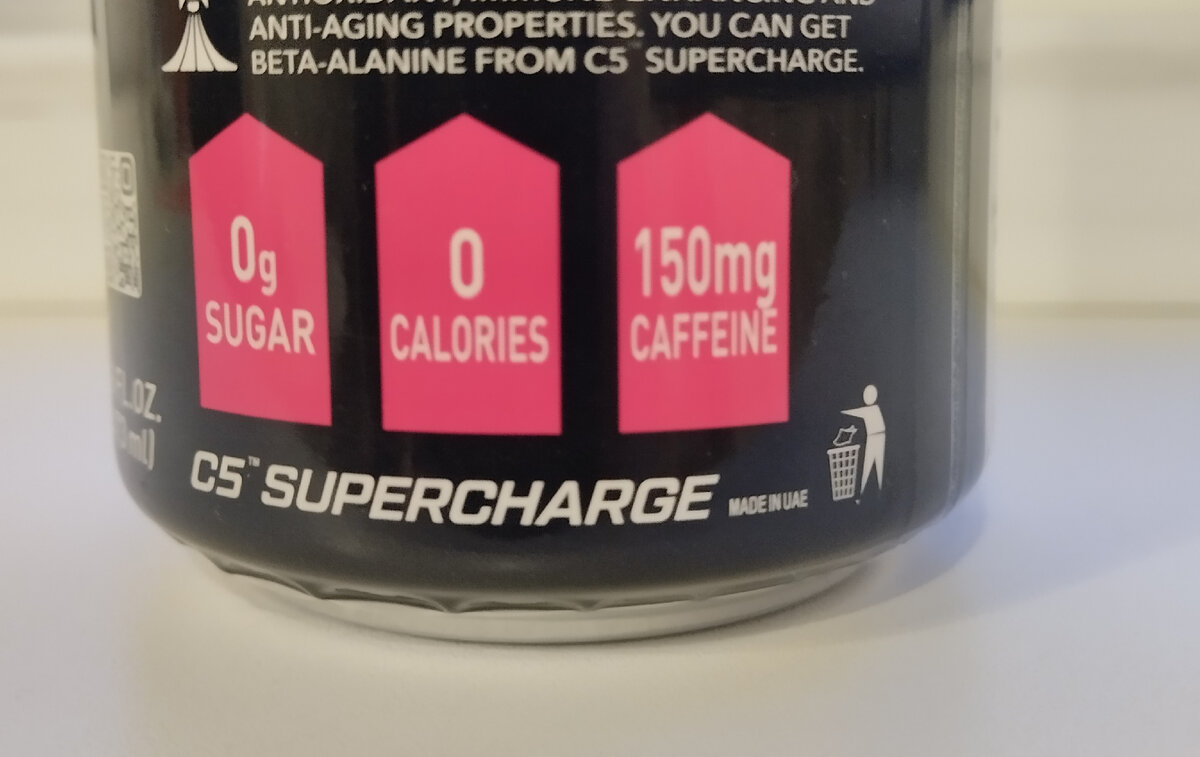 ANTI-AGING PROPERTIES. YOU CAN GET
BETA-ALANINE FROM C5™ SUPERCHARGE.
0g
SUGAR
0
CALORIES
150mg
CAFFEINE
FL.OZ.
ml)
C5™ SUPERCHARGE
MADE IN UAE